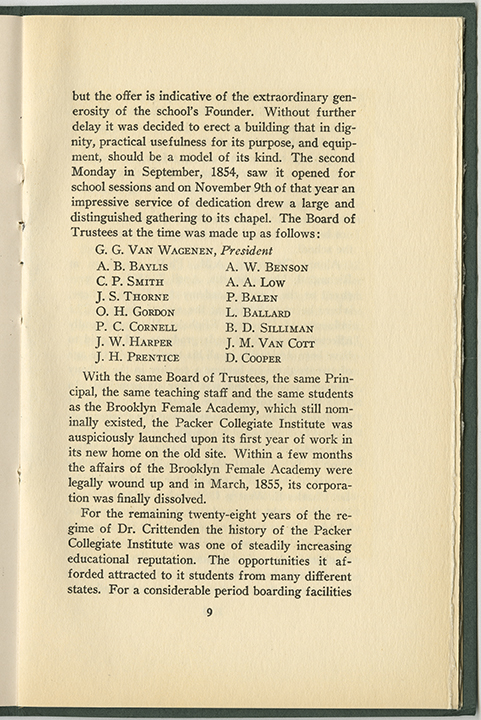 but the offer is indicative of the extraordinary gen-
erosity of the school's Founder. Without further
delay it was decided to erect a building that in dig-
nity, practical usefulness for its purpose, and equip-
ment, should be a model of its kind. The second
Monday in September, 1854, saw it opened for
school sessions and on November 9th of that year an
impressive service of dedication drew a large and
distinguished gathering to its chapel. The Board of
Trustees at the time was made up as follows:
G. G. Van Wagenen, President
A. B. Baylis A. W. Benson
C. P. Smith A. A. Low
J. S. Thorne P. Balen
O. H. Gordon L. Ballard
P. C. Cornell B. D. Silliman
J. W. Harper J. M. Van Cott
J. H. Prentice D. Cooper
With the same Board of Trustees, the same Prin-
cipal, the same teaching staff and the same students
as the Brooklyn Female Academy, which still nom-
inally existed, the Packer Collegiate Institute was
auspiciously launched upon its first year of work in
its new home on the old site. Within a few months
the affairs of the Brooklyn Female Academy were
legally wound up and in March, 1855, its corpora-
tion was finally dissolved.
For the remaining twenty-eight years of the re-
gime of Dr. Crittenden the history of the Packer
Collegiate Institute was one of steadily increasing
educational reputation. The opportunities it af-
forded attracted to it students from many different
states. For a considerable period boarding facilities
9